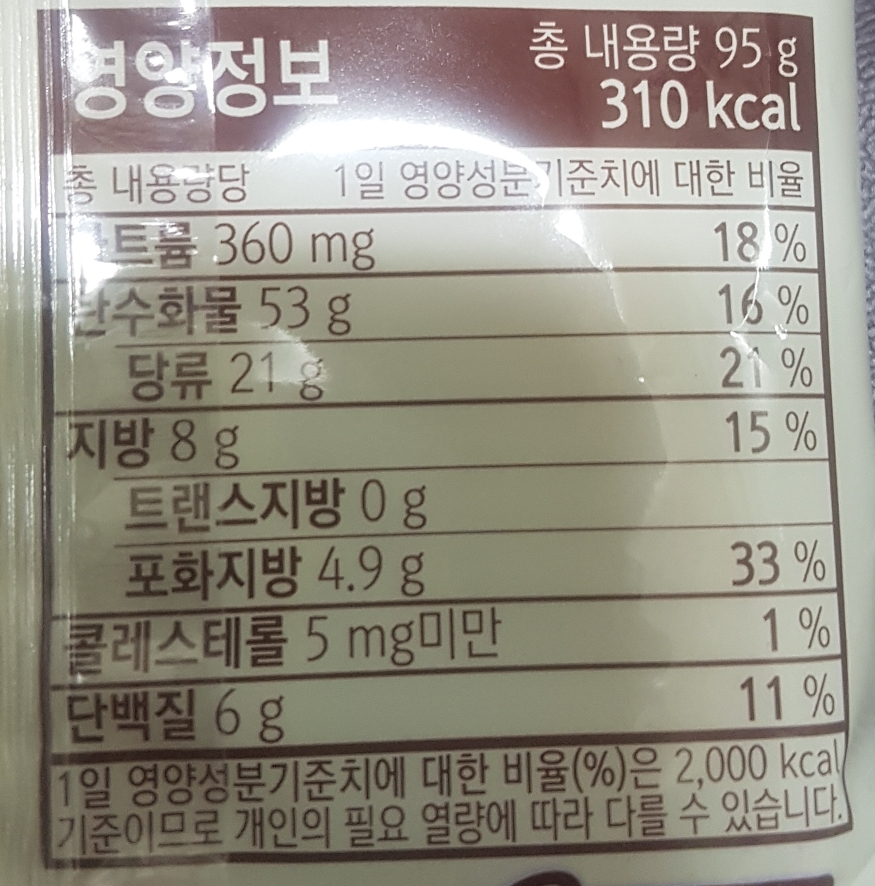 영양정보
총 내용량 95 g
310 kcal
총 내용량당 1일 영양성분기준치에 대한 비율
나트륨 360 mg 18 %
탄수화물 53 g 16 %
당류 21 g 21 %
지방 8 g 15 %
트랜스지방 0 g
포화지방 4.9 g 33 %
콜레스테롤 5 mg미만 1 %
단백질 6 g 11 %
1일 영양성분기준치에 대한 비율(%)은 2,000 kcal
기준이므로 개인의 필요 열량에 따라 다를 수 있습니다.